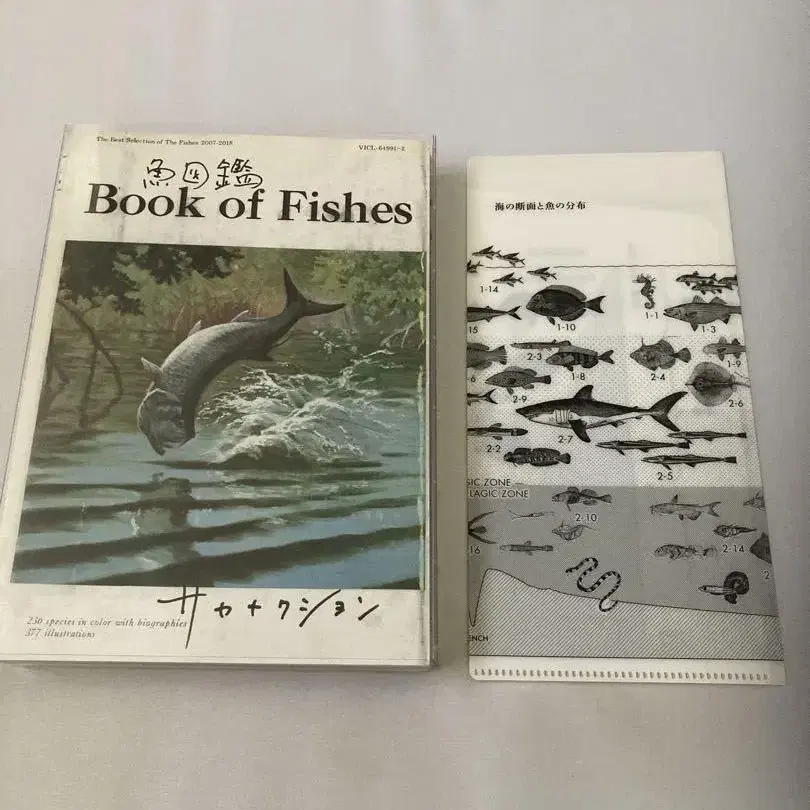 The Best Selection of The Fishes 2007-2018
VICL-64991~2
魚図鑑
Book of Fishes
サカナクション
230 species in color with biographies
377 illustrations
海の断面と魚の分布
1-14
1-10
1-1
1-3
15
2-3
1-8
2-4
1-9
6
2-9
2-6
2-7
2-2
2-5
GIC ZONE
LAGIC ZONE
2-10
16
2-14
2
ENCH